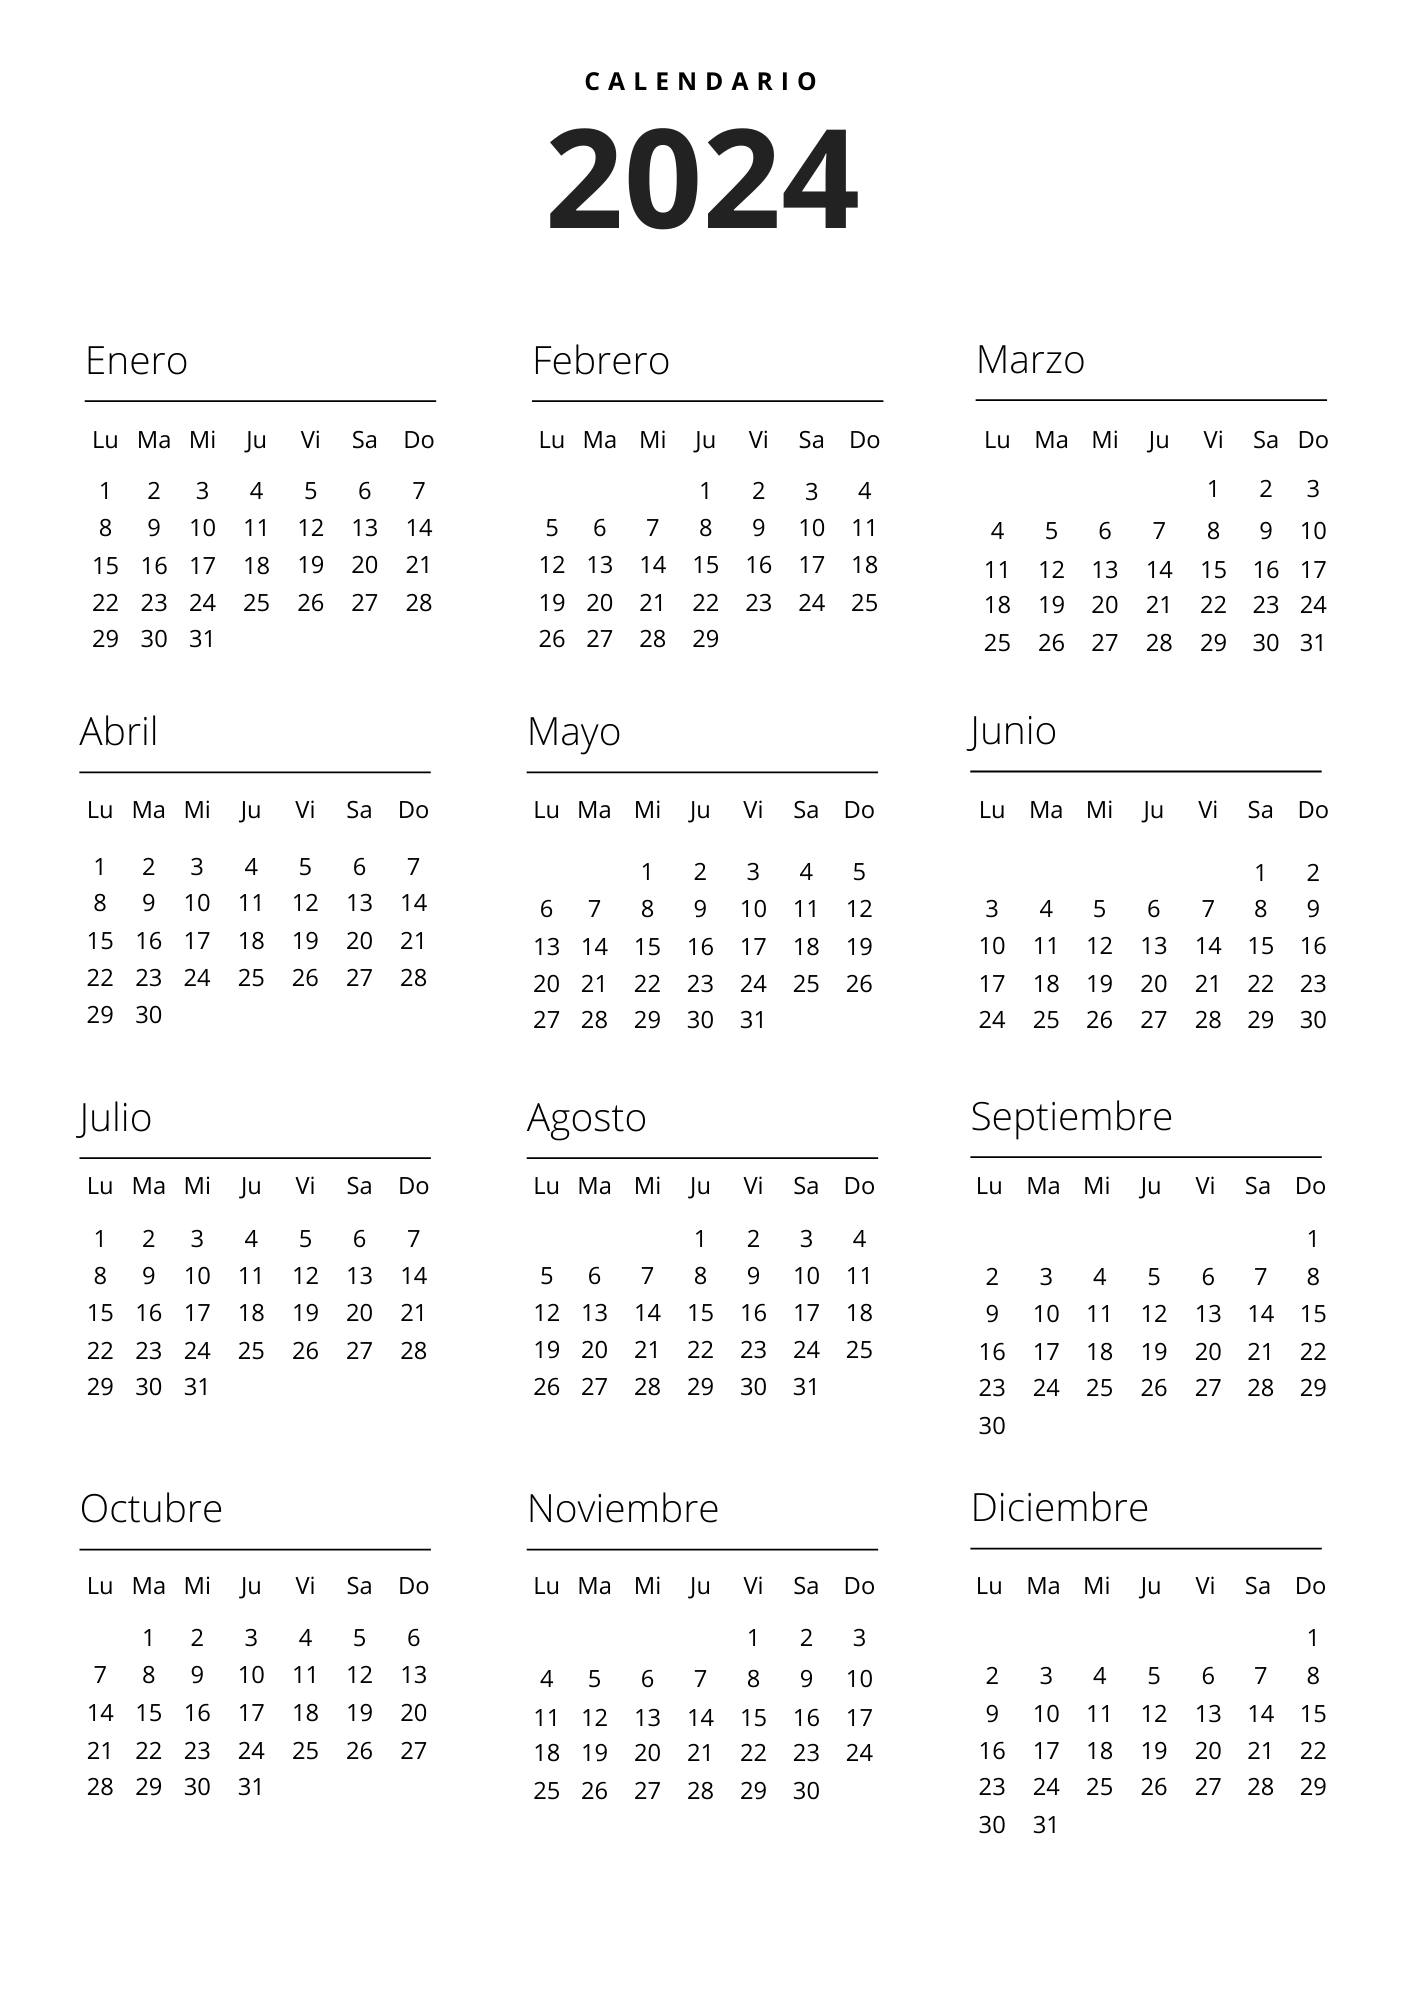 CALENDARIO
2024
Enero
Lu Ma Mi Ju Vi Sa Do
1 2 3 4 5 6 7
8 9 10 11 12 13 14
15 16 17 18 19 20 21
22 23 24 25 26 27 28
29 30 31
Febrero
Lu Ma Mi Ju Vi Sa Do
1 2 3 4
5 6 7 8 9 10 11
12 13 14 15 16 17 18
19 20 21 22 23 24 25
26 27 28 29
Marzo
Lu Ma Mi Ju Vi Sa Do
1 2 3
4 5 6 7 8 9 10
11 12 13 14 15 16 17
18 19 20 21 22 23 24
25 26 27 28 29 30 31
Abril
Lu Ma Mi Ju Vi Sa Do
1 2 3 4 5 6 7
8 9 10 11 12 13 14
15 16 17 18 19 20 21
22 23 24 25 26 27 28
29 30
Mayo
Lu Ma Mi Ju Vi Sa Do
1 2 3 4 5
6 7 8 9 10 11 12
13 14 15 16 17 18 19
20 21 22 23 24 25 26
27 28 29 30 31
Junio
Lu Ma Mi Ju Vi Sa Do
1 2
3 4 5 6 7 8 9
10 11 12 13 14 15 16
17 18 19 20 21 22 23
24 25 26 27 28 29 30
Julio
Lu Ma Mi Ju Vi Sa Do
1 2 3 4 5 6 7
8 9 10 11 12 13 14
15 16 17 18 19 20 21
22 23 24 25 26 27 28
29 30 31
Agosto
Lu Ma Mi Ju Vi Sa Do
1 2 3 4
5 6 7 8 9 10 11
12 13 14 15 16 17 18
19 20 21 22 23 24 25
26 27 28 29 30 31
Septiembre
Lu Ma Mi Ju Vi Sa Do
1
2 3 4 5 6 7 8
9 10 11 12 13 14 15
16 17 18 19 20 21 22
23 24 25 26 27 28 29
30
Octubre
Lu Ma Mi Ju Vi Sa Do
1 2 3 4 5 6
7 8 9 10 11 12 13
14 15 16 17 18 19 20
21 22 23 24 25 26 27
28 29 30 31
Noviembre
Lu Ma Mi Ju Vi Sa Do
1 2 3
4 5 6 7 8 9 10
11 12 13 14 15 16 17
18 19 20 21 22 23 24
25 26 27 28 29 30
Diciembre
Lu Ma Mi Ju Vi Sa Do
1
2 3 4 5 6 7 8
9 10 11 12 13 14 15
16 17 18 19 20 21 22
23 24 25 26 27 28 29
30 31